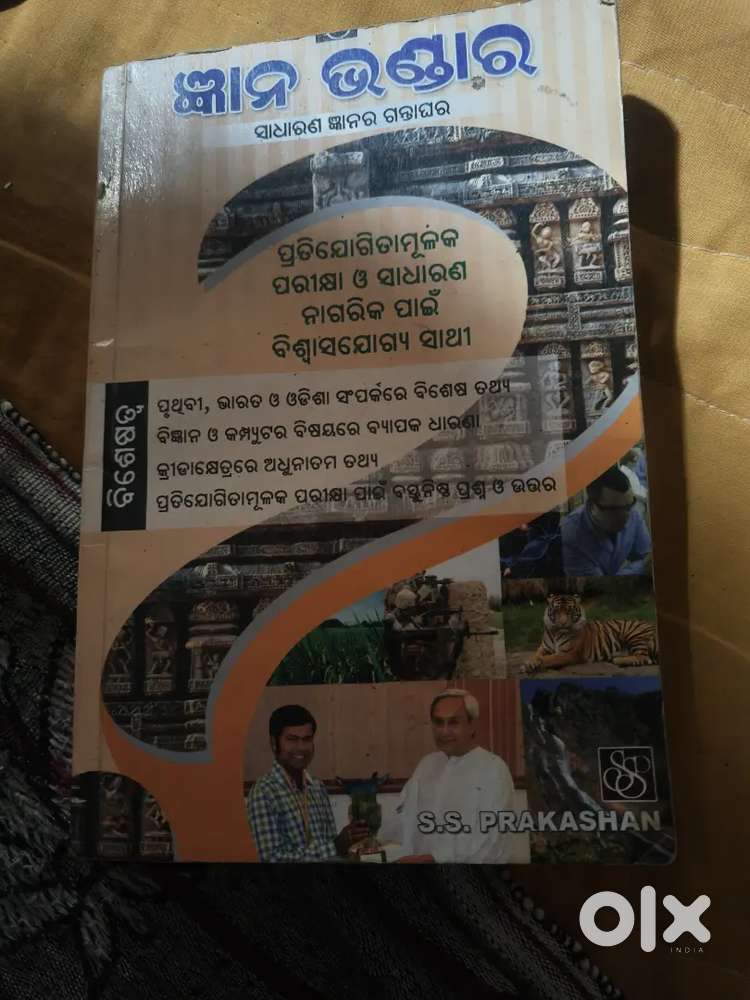 ଜ୍ଞାନ ଭଣ୍ଡାର
ସାଧାରଣ ଜ୍ଞାନର ଗନ୍ତାଘର
ପ୍ରତିଯୋଗିତାମୂଳକ
ପରୀକ୍ଷା ଓ ସାଧାରଣ
ନାଗରିକ ପାଇଁ
ବିଶ୍ୱାସଯୋଗ୍ୟ ସାଥୀ
ବିଶେଷତ୍ୱ
ପୃଥିବୀ, ଭାରତ ଓ ଓଡିଶା ସଂପର୍କରେ ବିଶେଷ ତଥ୍ୟ
ବିଜ୍ଞାନ ଓ କମ୍ପ୍ୟୁଟର ବିଷୟରେ ବ୍ୟାପକ ଧାରଣା
କ୍ରୀଡାକ୍ଷେତ୍ରରେ ଅଧୁନାତମ ତଥ୍ୟ
ପ୍ରତିଯୋଗିତାମୂଳକ ପରୀକ୍ଷା ପାଇଁ ବସ୍ତୁନିଷ୍ଠ ପ୍ରଶ୍ନ ଓ ଉତ୍ତର
SSP
S.S. PRAKASHAN
olx
INDIA